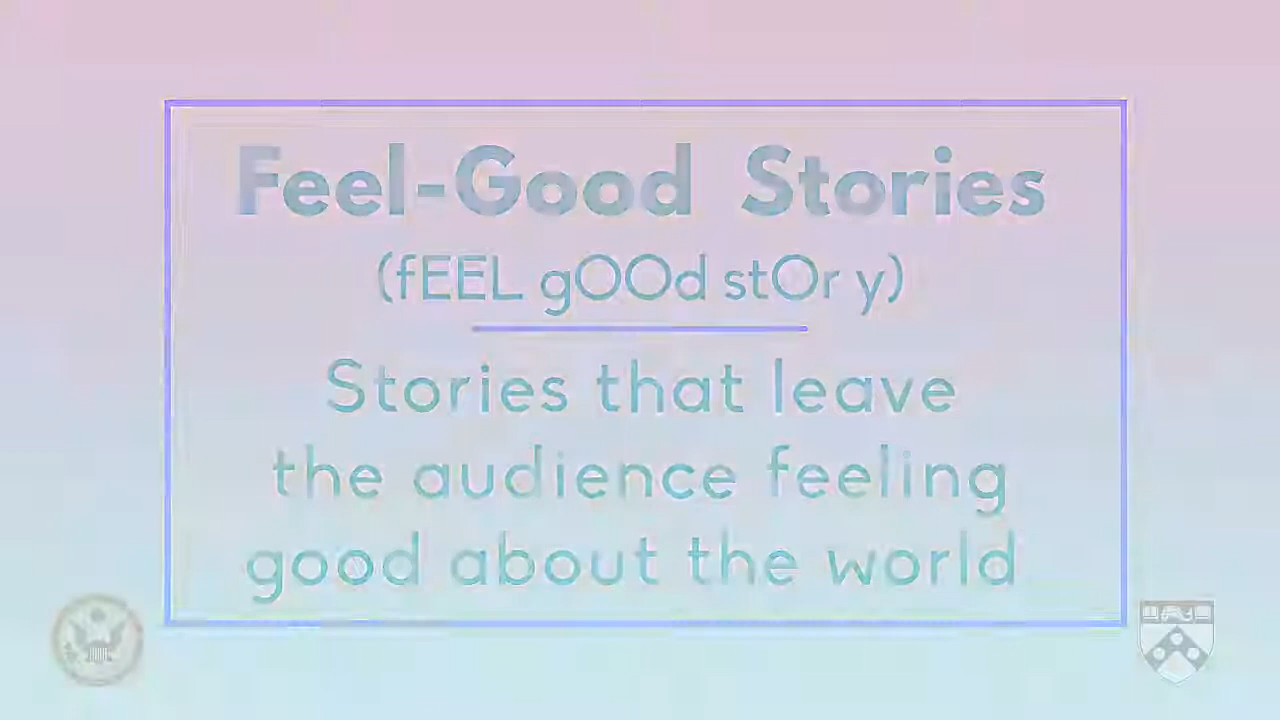 Feel-Good Stories
(fEEL gOOd stOr y)
Stories that leave
the audience feeling
good about the world